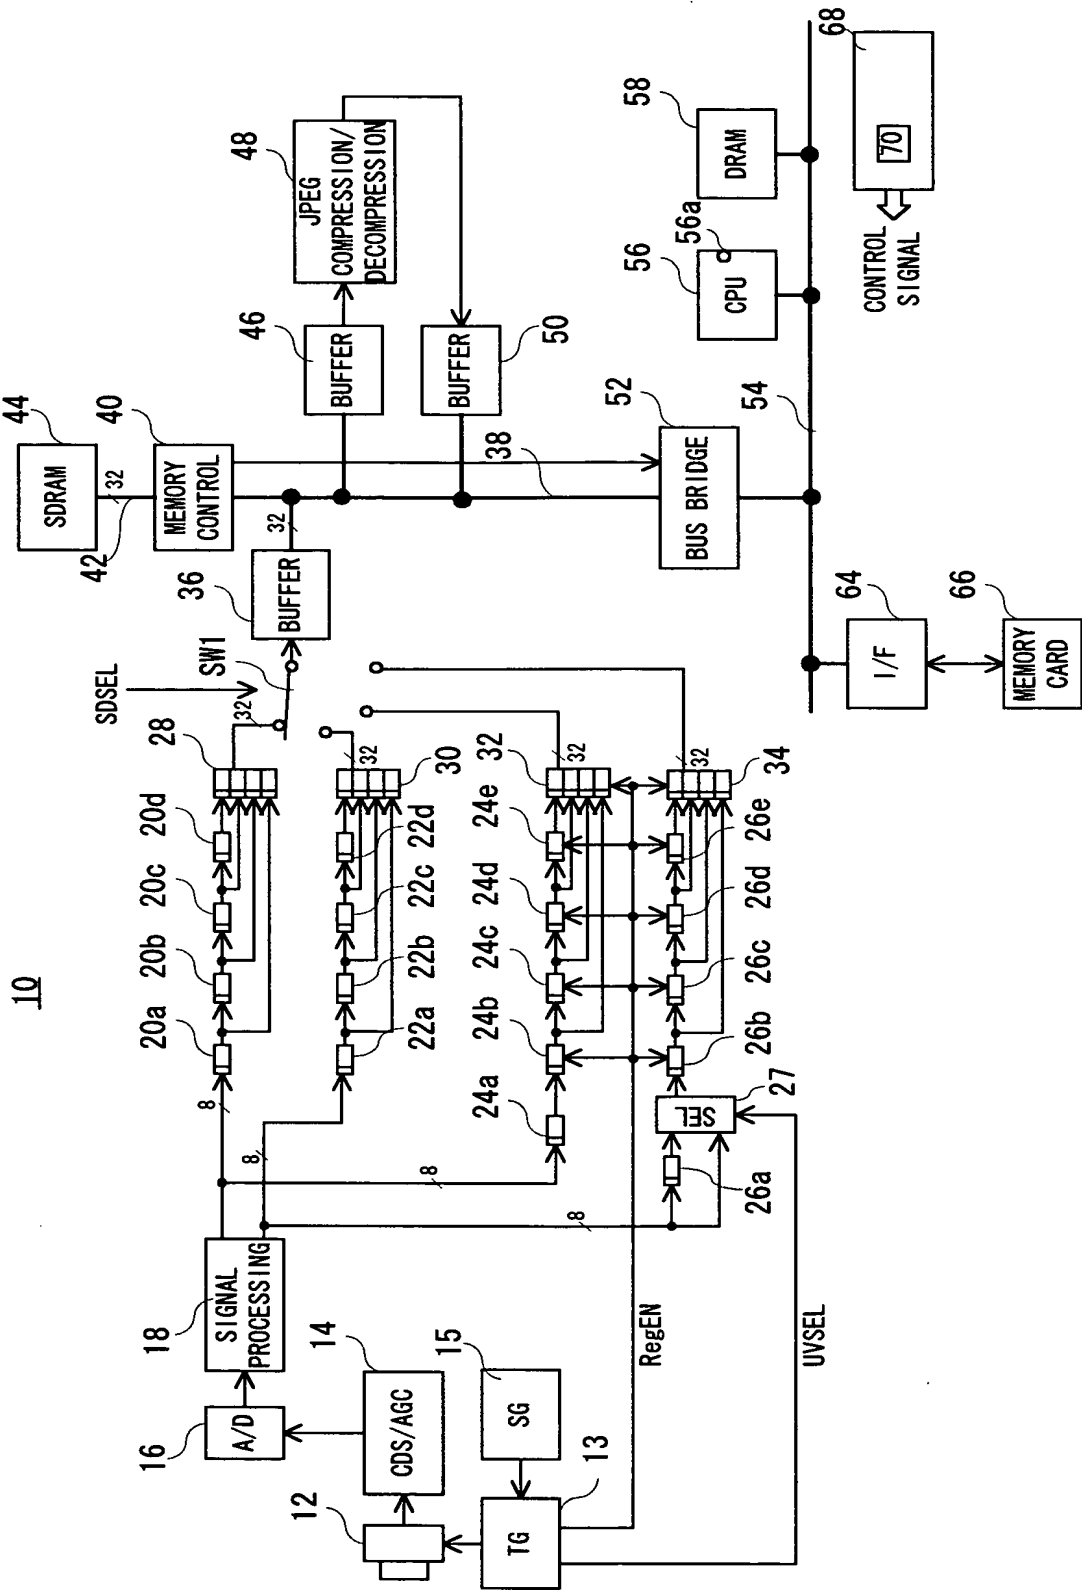 10
44
SDRAM
32
42
40
MEMORY
CONTROL
36
BUFFER
32
SDSEL
SW1
32
46
BUFFER
48
JPEG
COMPRESSION/
DECOMPRESSION
BUFFER
50
38
52
BUS BRIDGE
54
56
56a
CPU
58
DRAM
68
70
CONTROL
SIGNAL
64
I/F
66
MEMORY
CARD
20a
20b
20c
20d
28
8
22a
22b
22c
22d
30
32
8
24a
24b
24c
24d
24e
32
32
8
26a
27
SEL
26b
26c
26d
26e
34
32
8
18
SIGNAL
PROCESSING
16
A/D
14
CDS/AGC
12
15
SG
13
TG
RegEN
UVSEL